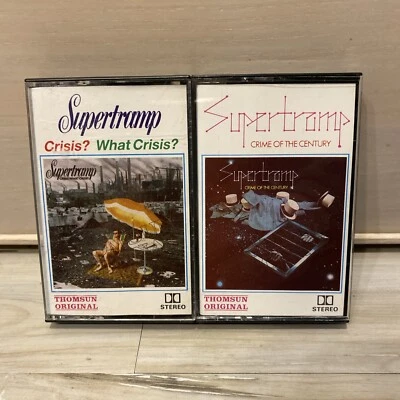 Supertramp
Crisis? What Crisis?
Supertramp
THOMSUN
ORIGINAL
STEREO
Supertramp
CRIME OF THE CENTURY
Supertramp
CRIME OF THE CENTURY
THOMSUN
ORIGINAL
STEREO